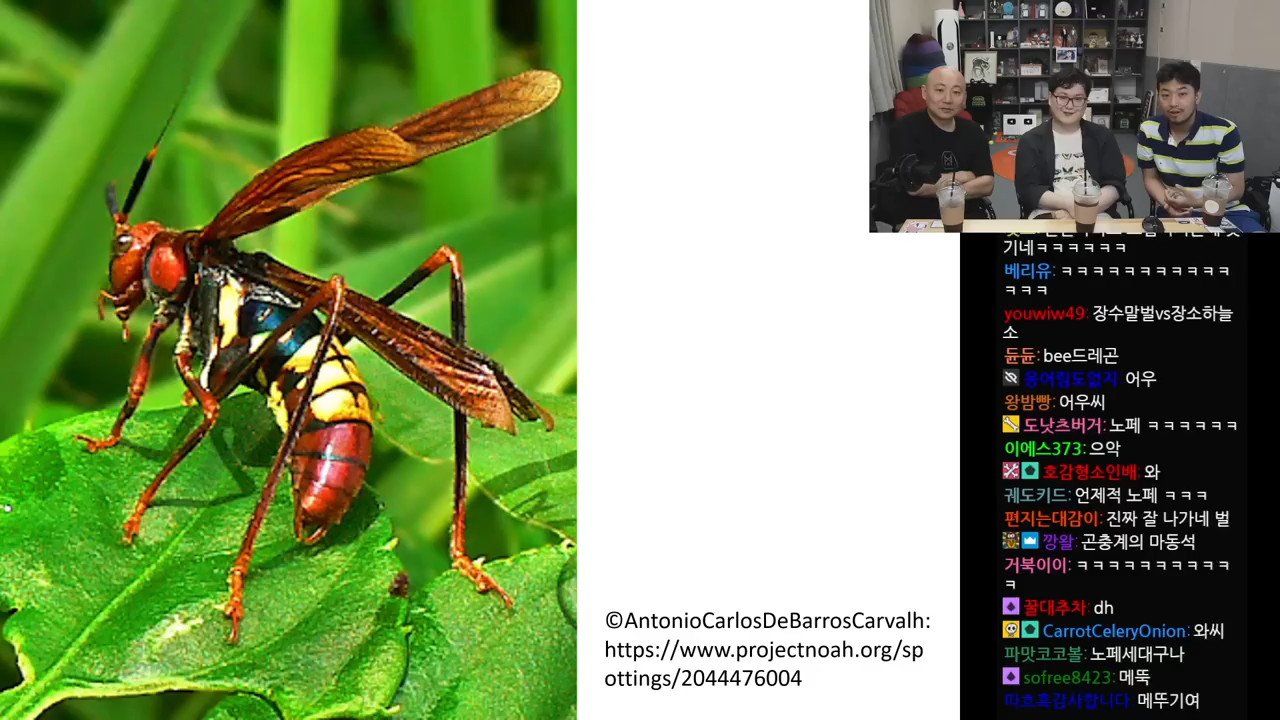 ©AntonioCarlosDeBarrosCarvalh:
https://www.projectnoah.org/sp
ottings/2044476004
기네ㅋㅋㅋㅋㅋㅋ
베리유: ㅋㅋㅋㅋㅋㅋㅋㅋㅋㅋㅋ
ㅋㅋㅋㅋ
youwiw49: 장수말벌vs장소하늘
소
듄듄: bee드레곤
어우
왕밤빵: 어우씨
도낫츠버거: 노페 ㅋㅋㅋㅋㅋㅋ
이에스373: 으악
호감형소인배: 와
궤도키드: 언제적 노페 ㅋㅋㅋ
편지는대감이: 진짜 잘 나가네 벌
깡왈: 곤충계의 마동석
거북이이: ㅋㅋㅋㅋㅋㅋㅋㅋㅋㅋ
ㅋ
꿀대추차: dh
CarrotCeleryOnion: 와씨
파맛코코볼: 노페세대구나
sofree8423: 메뚝
따흐흑감사합니다 메뚜기여